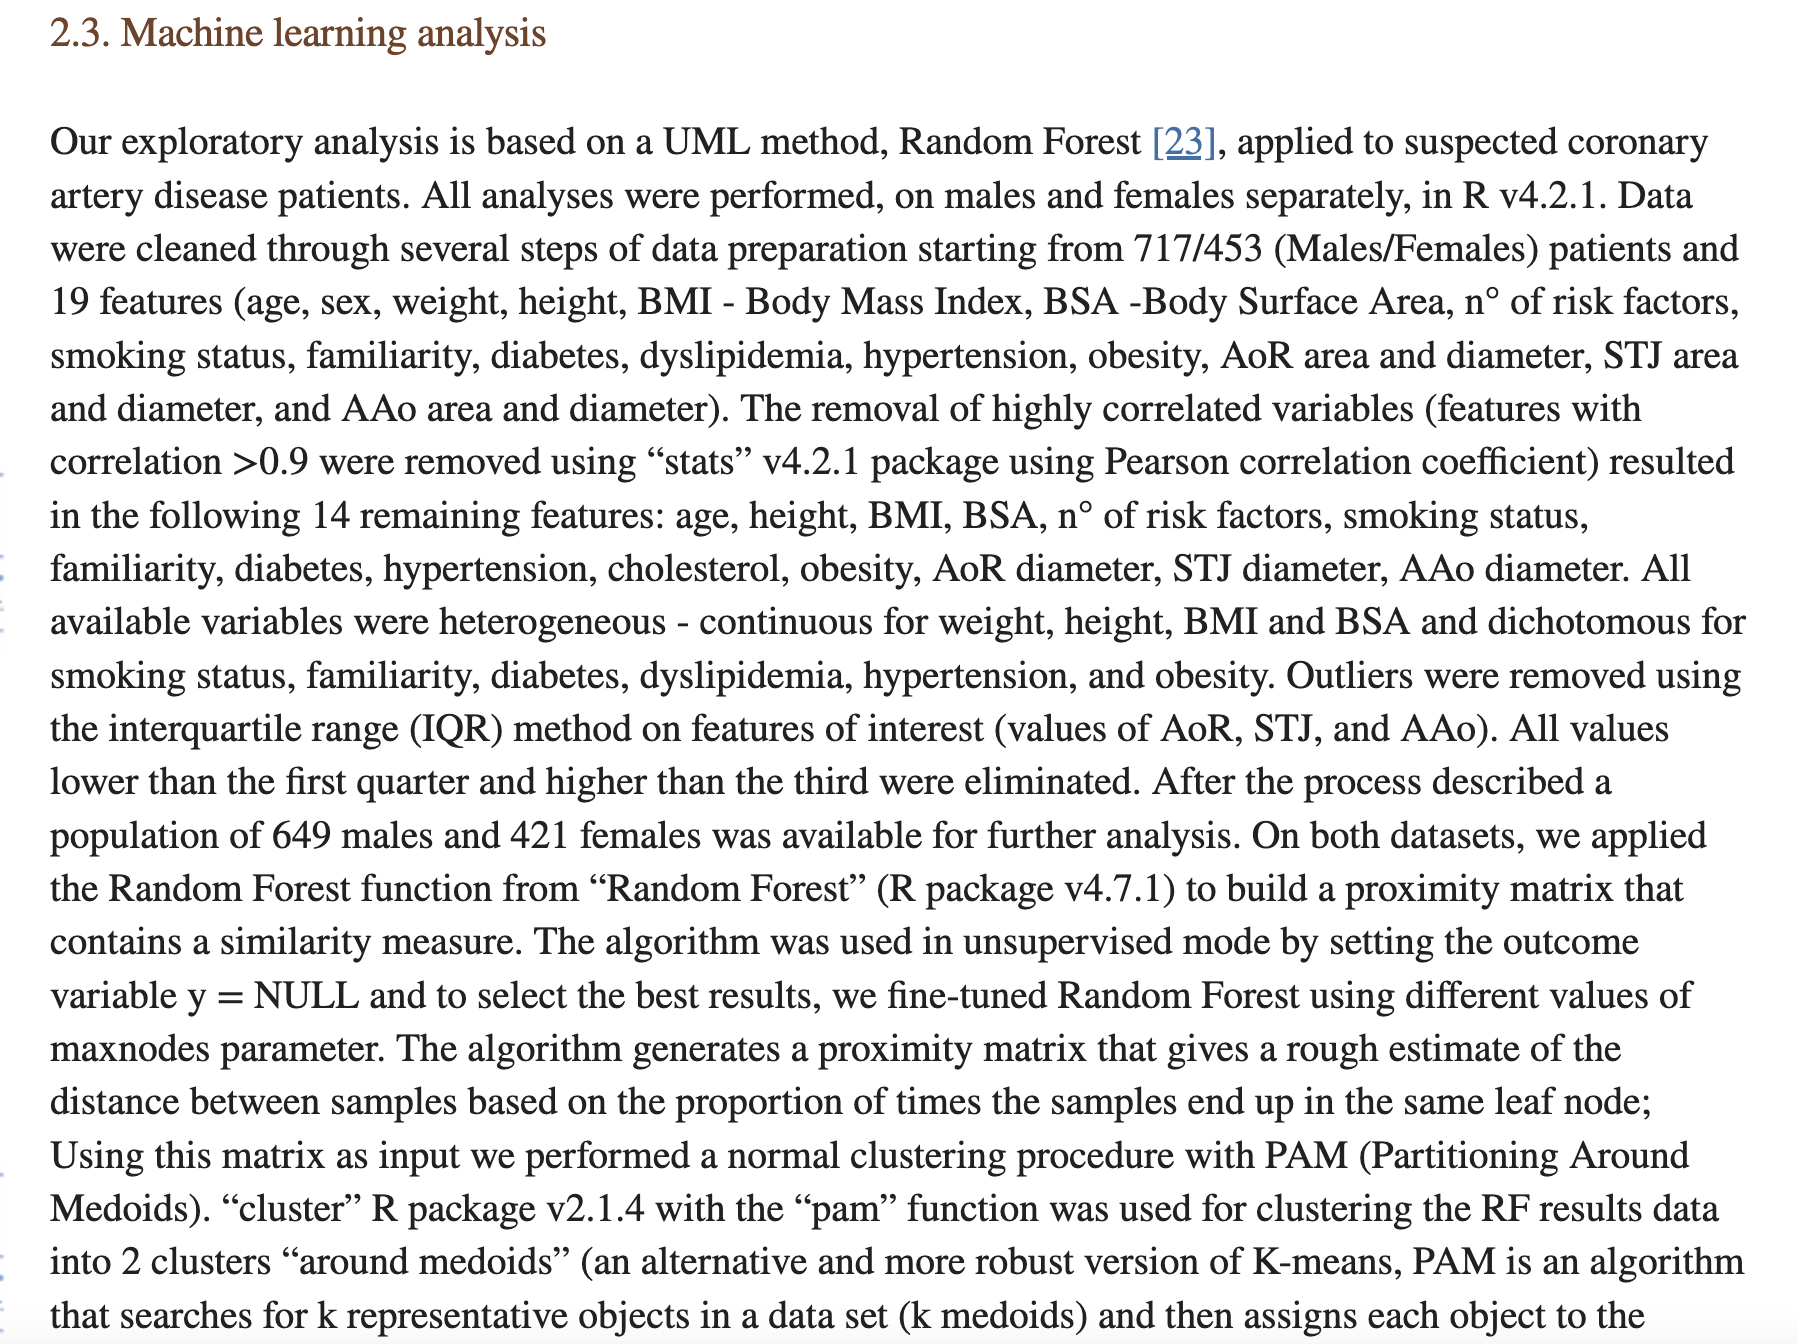 2.3. Machine learning analysis
Our exploratory analysis is based on a UML method, Random Forest [23], applied to suspected coronary
artery disease patients. All analyses were performed, on males and females separately, in R v4.2.1. Data
were cleaned through several steps of data preparation starting from 717/453 (Males/Females) patients and
19 features (age, sex, weight, height, BMI - Body Mass Index, BSA -Body Surface Area, n° of risk factors,
smoking status, familiarity, diabetes, dyslipidemia, hypertension, obesity, AoR area and diameter, STJ area
and diameter, and AAo area and diameter). The removal of highly correlated variables (features with
correlation >0.9 were removed using “stats” v4.2.1 package using Pearson correlation coefficient) resulted
in the following 14 remaining features: age, height, BMI, BSA, n° of risk factors, smoking status,
familiarity, diabetes, hypertension, cholesterol, obesity, AoR diameter, STJ diameter, AAo diameter. All
available variables were heterogeneous - continuous for weight, height, BMI and BSA and dichotomous for
smoking status, familiarity, diabetes, dyslipidemia, hypertension, and obesity. Outliers were removed using
the interquartile range (IQR) method on features of interest (values of AoR, STJ, and AAo). All values
lower than the first quarter and higher than the third were eliminated. After the process described a
population of 649 males and 421 females was available for further analysis. On both datasets, we applied
the Random Forest function from “Random Forest” (R package v4.7.1) to build a proximity matrix that
contains a similarity measure. The algorithm was used in unsupervised mode by setting the outcome
variable y = NULL and to select the best results, we fine-tuned Random Forest using different values of
maxnodes parameter. The algorithm generates a proximity matrix that gives a rough estimate of the
distance between samples based on the proportion of times the samples end up in the same leaf node;
Using this matrix as input we performed a normal clustering procedure with PAM (Partitioning Around
Medoids). “cluster” R package v2.1.4 with the “pam” function was used for clustering the RF results data
into 2 clusters “around medoids” (an alternative and more robust version of K-means, PAM is an algorithm
that searches for k representative objects in a data set (k medoids) and then assigns each object to the